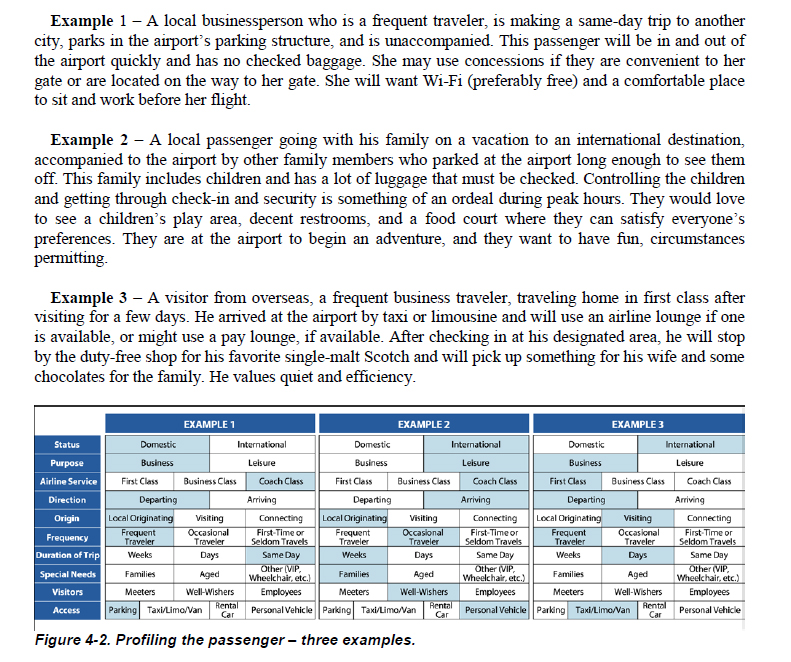 Example 1 – A local businessperson who is a frequent traveler, is making a same-day trip to another
city, parks in the airport's parking structure, and is unaccompanied. This passenger will be in and out of
the airport quickly and has no checked baggage. She may use concessions if they are convenient to her
gate or are located on the way to her gate. She will want Wi-Fi (preferably free) and a comfortable place
to sit and work before her flight.
Example 2 – A local passenger going with his family on a vacation to an international destination,
accompanied to the airport by other family members who parked at the airport long enough to see them
off. This family includes children and has a lot of luggage that must be checked. Controlling the children
and getting through check-in and security is something of an ordeal during peak hours. They would love
to see a children's play area, decent restrooms, and a food court where they can satisfy everyone's
preferences. They are at the airport to begin an adventure, and they want to have fun, circumstances
permitting.
Example 3 – A visitor from overseas, a frequent business traveler, traveling home in first class after
visiting for a few days. He arrived at the airport by taxi or limousine and will use an airline lounge if one
is available, or might use a pay lounge, if available. After checking in at his designated area, he will stop
by the duty-free shop for his favorite single-malt Scotch and will pick up something for his wife and some
chocolates for the family. He values quiet and efficiency.
EXAMPLE 1 EXAMPLE 2 EXAMPLE 3
Status Domestic International Domestic International Domestic International
Purpose Business Leisure Business Leisure Business Leisure
Airline Service First Class Business Class Coach Class First Class Business Class Coach Class First Class Business Class Coach Class
Direction Departing Arriving Departing Arriving Departing Arriving
Origin Local Originating Visiting Connecting Local Originating Visiting Connecting Local Originating Visiting Connecting
Frequency Frequent Traveler Occasional Traveler First-Time or Seldom Travels Frequent Traveler Occasional Traveler First-Time or Seldom Travels Frequent Traveler Occasional Traveler First-Time or Seldom Travels
Duration of Trip Weeks Days Same Day Weeks Days Same Day Weeks Days Same Day
Special Needs Families Aged Other (VIP, Wheelchair, etc.) Families Aged Other (VIP, Wheelchair, etc.) Families Aged Other (VIP, Wheelchair, etc.)
Visitors Meeters Well-Wishers Employees Meeters Well-Wishers Employees Meeters Well-Wishers Employees
Access Parking Taxi/Limo/Van Rental Car Personal Vehicle Parking Taxi/Limo/Van Rental Car Personal Vehicle Parking Taxi/Limo/Van Rental Car Personal Vehicle
Figure 4-2. Profiling the passenger – three examples.